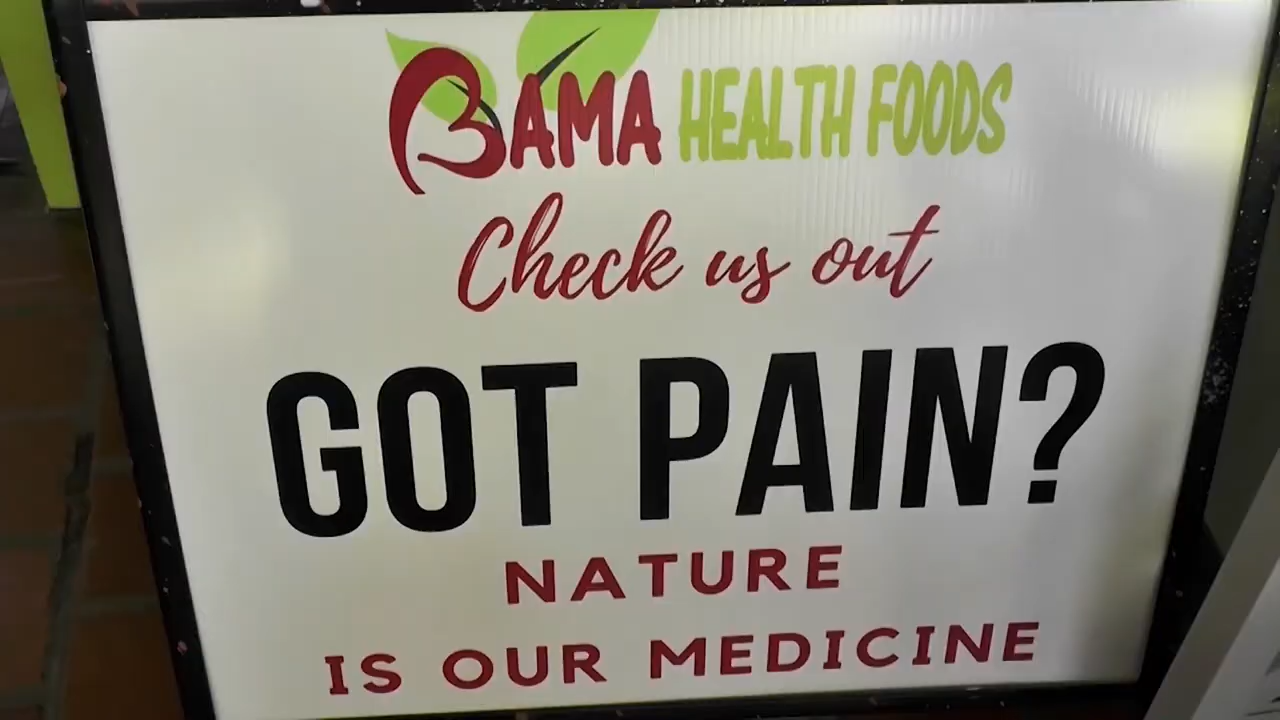 BAMA HEALTH FOODS
Check us out
GOT PAIN?
NATURE
IS OUR MEDICINE